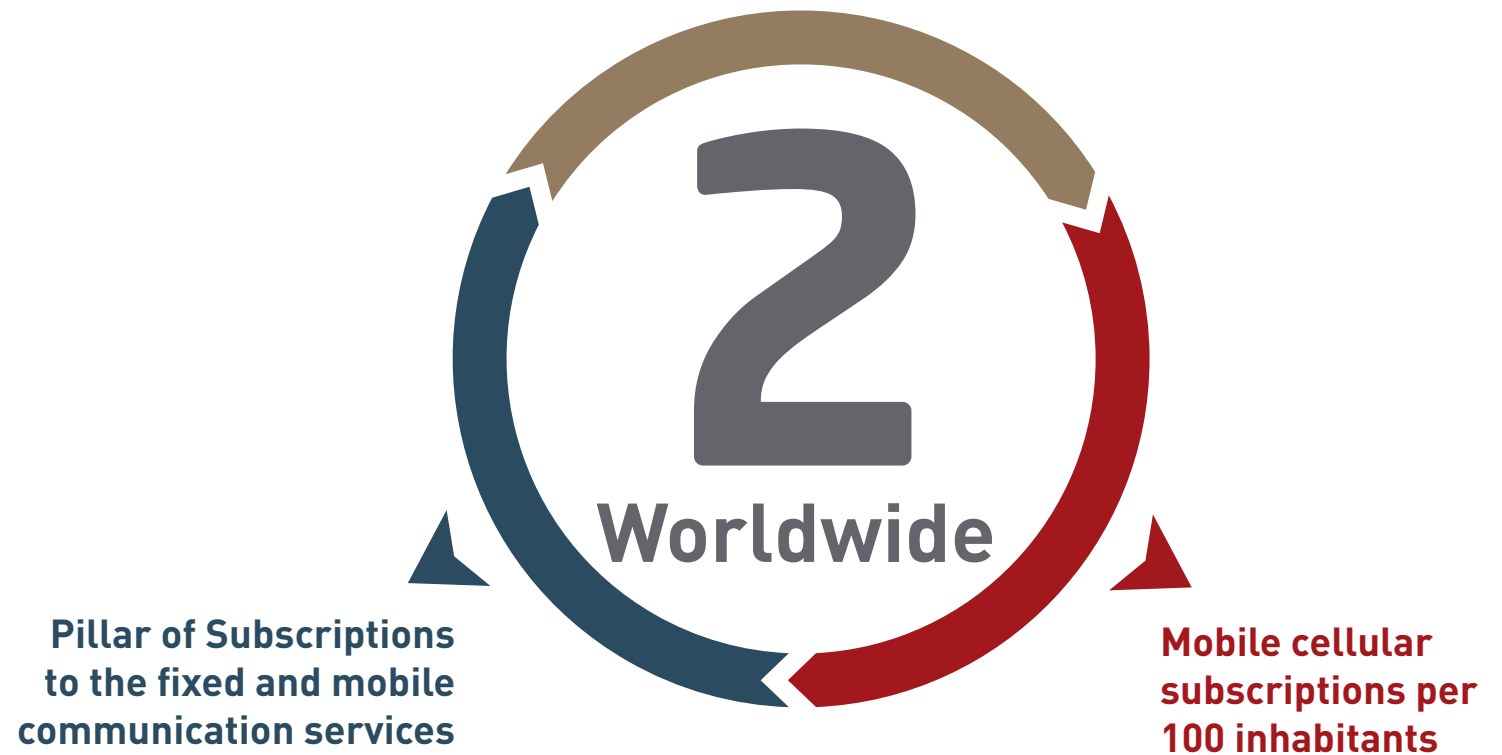 2
Worldwide
Pillar of Subscriptions
to the fixed and mobile
communication services
Mobile cellular
subscriptions per
100 inhabitants